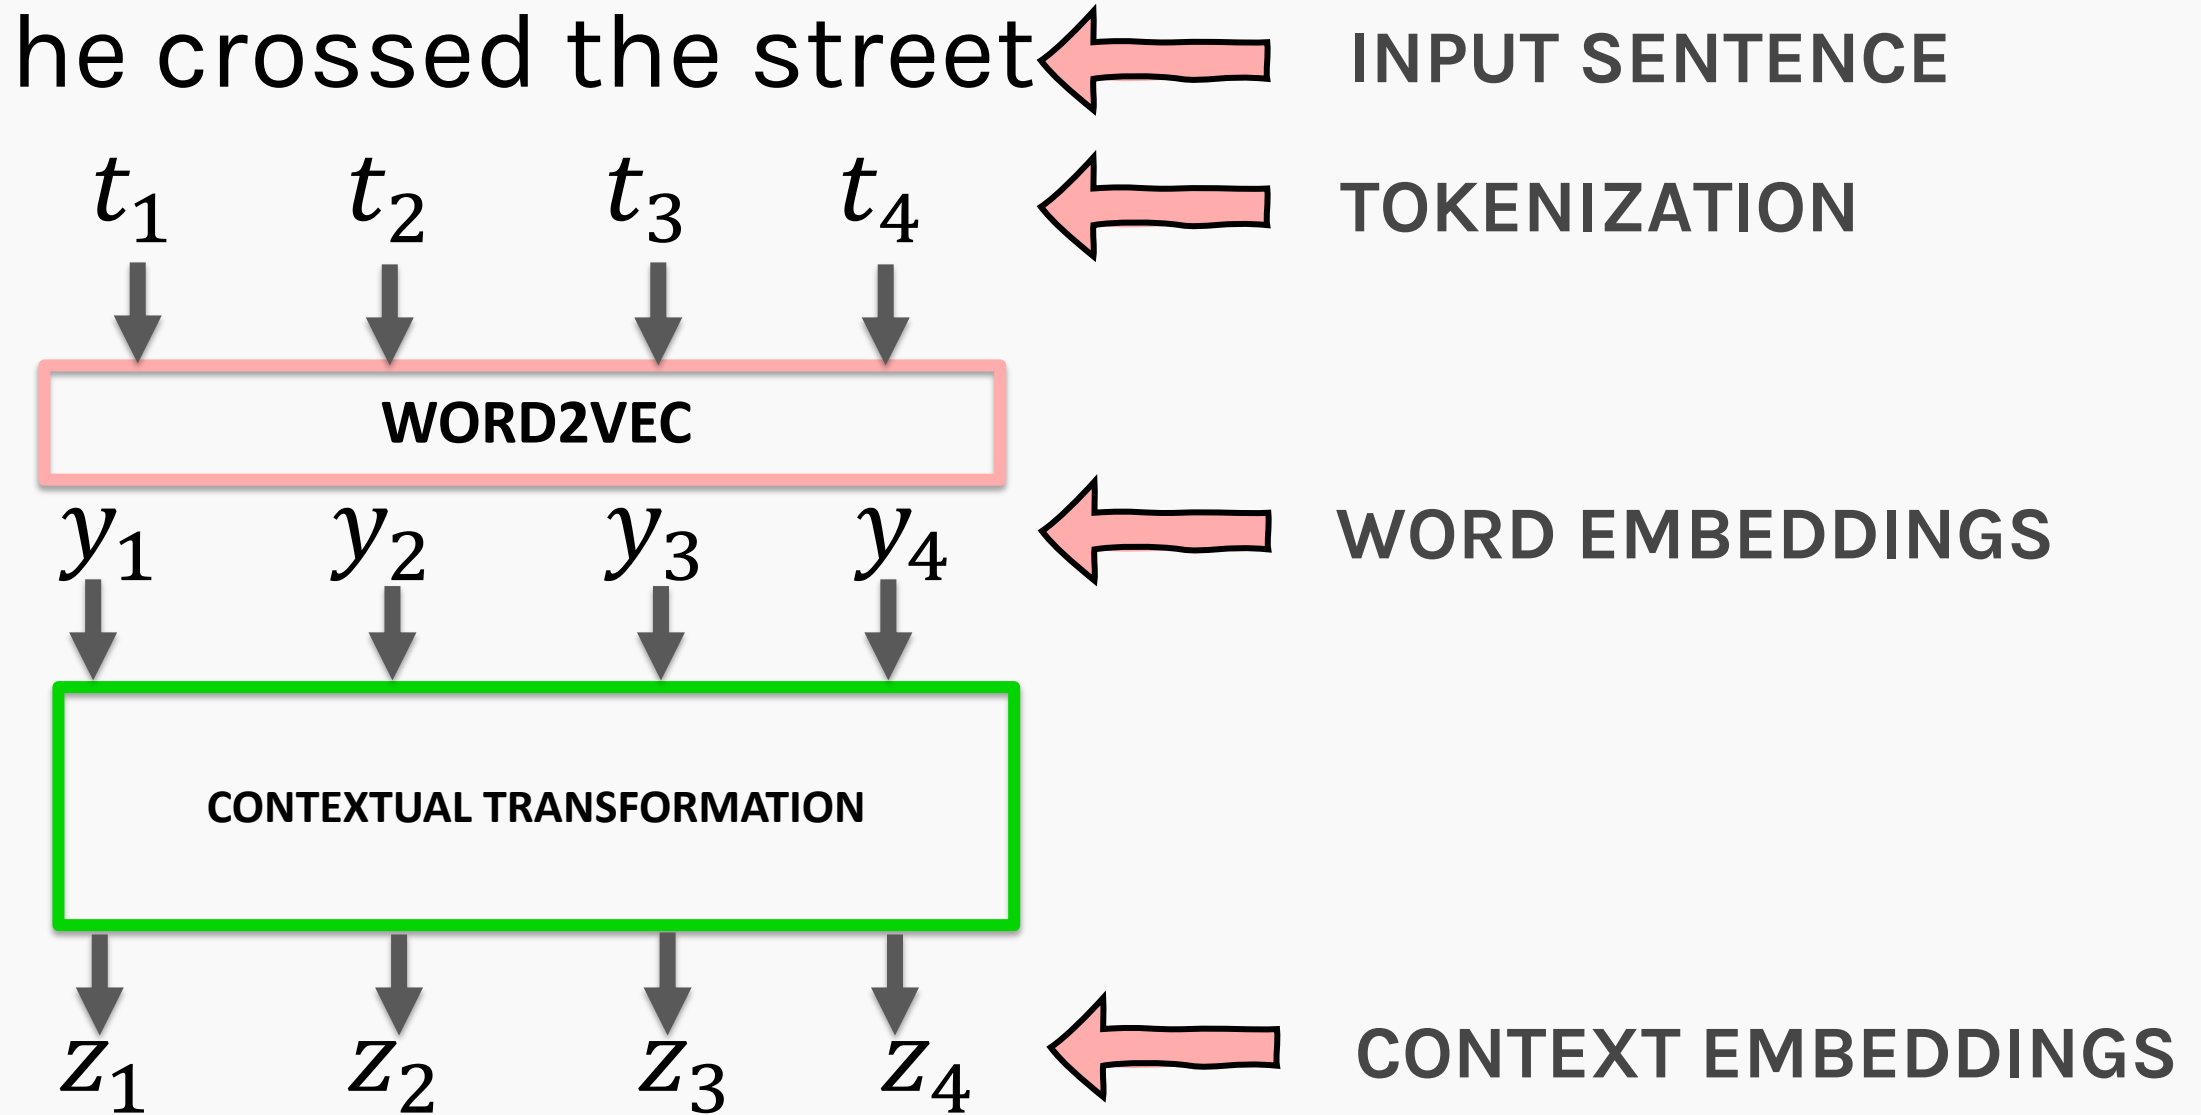 he crossed the street INPUT SENTENCE
t₁ t₂ t₃ t₄ TOKENIZATION
WORD2VEC
y₁ y₂ y₃ y₄ WORD EMBEDDINGS
CONTEXTUAL TRANSFORMATION
z₁ z₂ z₃ z₄ CONTEXT EMBEDDINGS